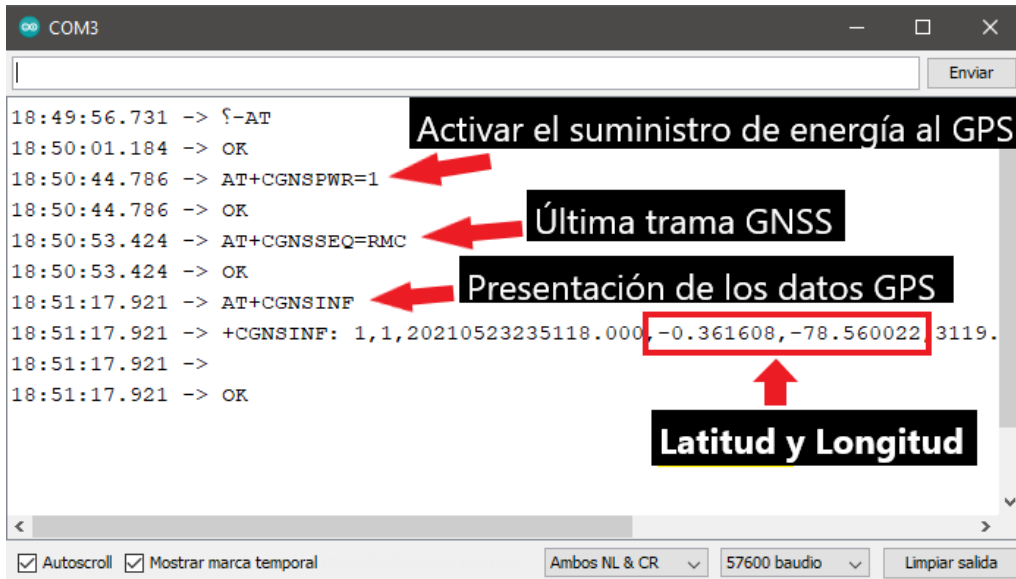 COM3
Enviar
18:49:56.731 -> ⸮-AT
Activar el suministro de energía al GPS
18:50:01.184 -> OK
18:50:44.786 -> AT+CGNSPWR=1
18:50:44.786 -> OK
Última trama GNSS
18:50:53.424 -> AT+CGNSSEQ=RMC
18:50:53.424 -> OK
Presentación de los datos GPS
18:51:17.921 -> AT+CGNSINF
18:51:17.921 -> +CGNSINF: 1,1,20210523235118.000,-0.361608,-78.560022,3119.
18:51:17.921 ->
18:51:17.921 -> OK
Latitud y Longitud
Autoscroll Mostrar marca temporal Ambos NL & CR 57600 baudio Limpiar salida